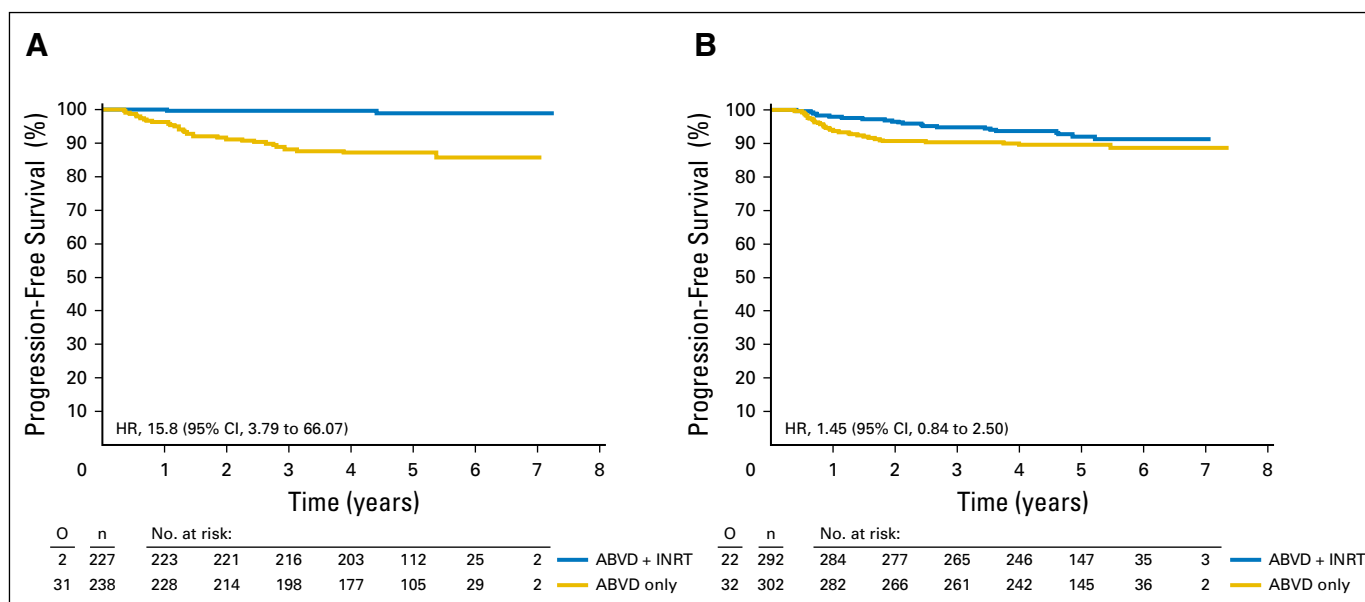 A
Progression-Free Survival (%)
100
90
80
70
60
50
40
30
20
10
HR, 15.8 (95% CI, 3.79 to 66.07)
0 1 2 3 4 5 6 7 8
Time (years)
O n No. at risk:
2 227 223 221 216 203 112 25 2 ABVD + INRT
31 238 228 214 198 177 105 29 2 ABVD only
B
Progression-Free Survival (%)
100
90
80
70
60
50
40
30
20
10
HR, 1.45 (95% CI, 0.84 to 2.50)
0 1 2 3 4 5 6 7 8
Time (years)
O n No. at risk:
22 292 284 277 265 246 147 35 3 ABVD + INRT
32 302 282 266 261 242 145 36 2 ABVD only